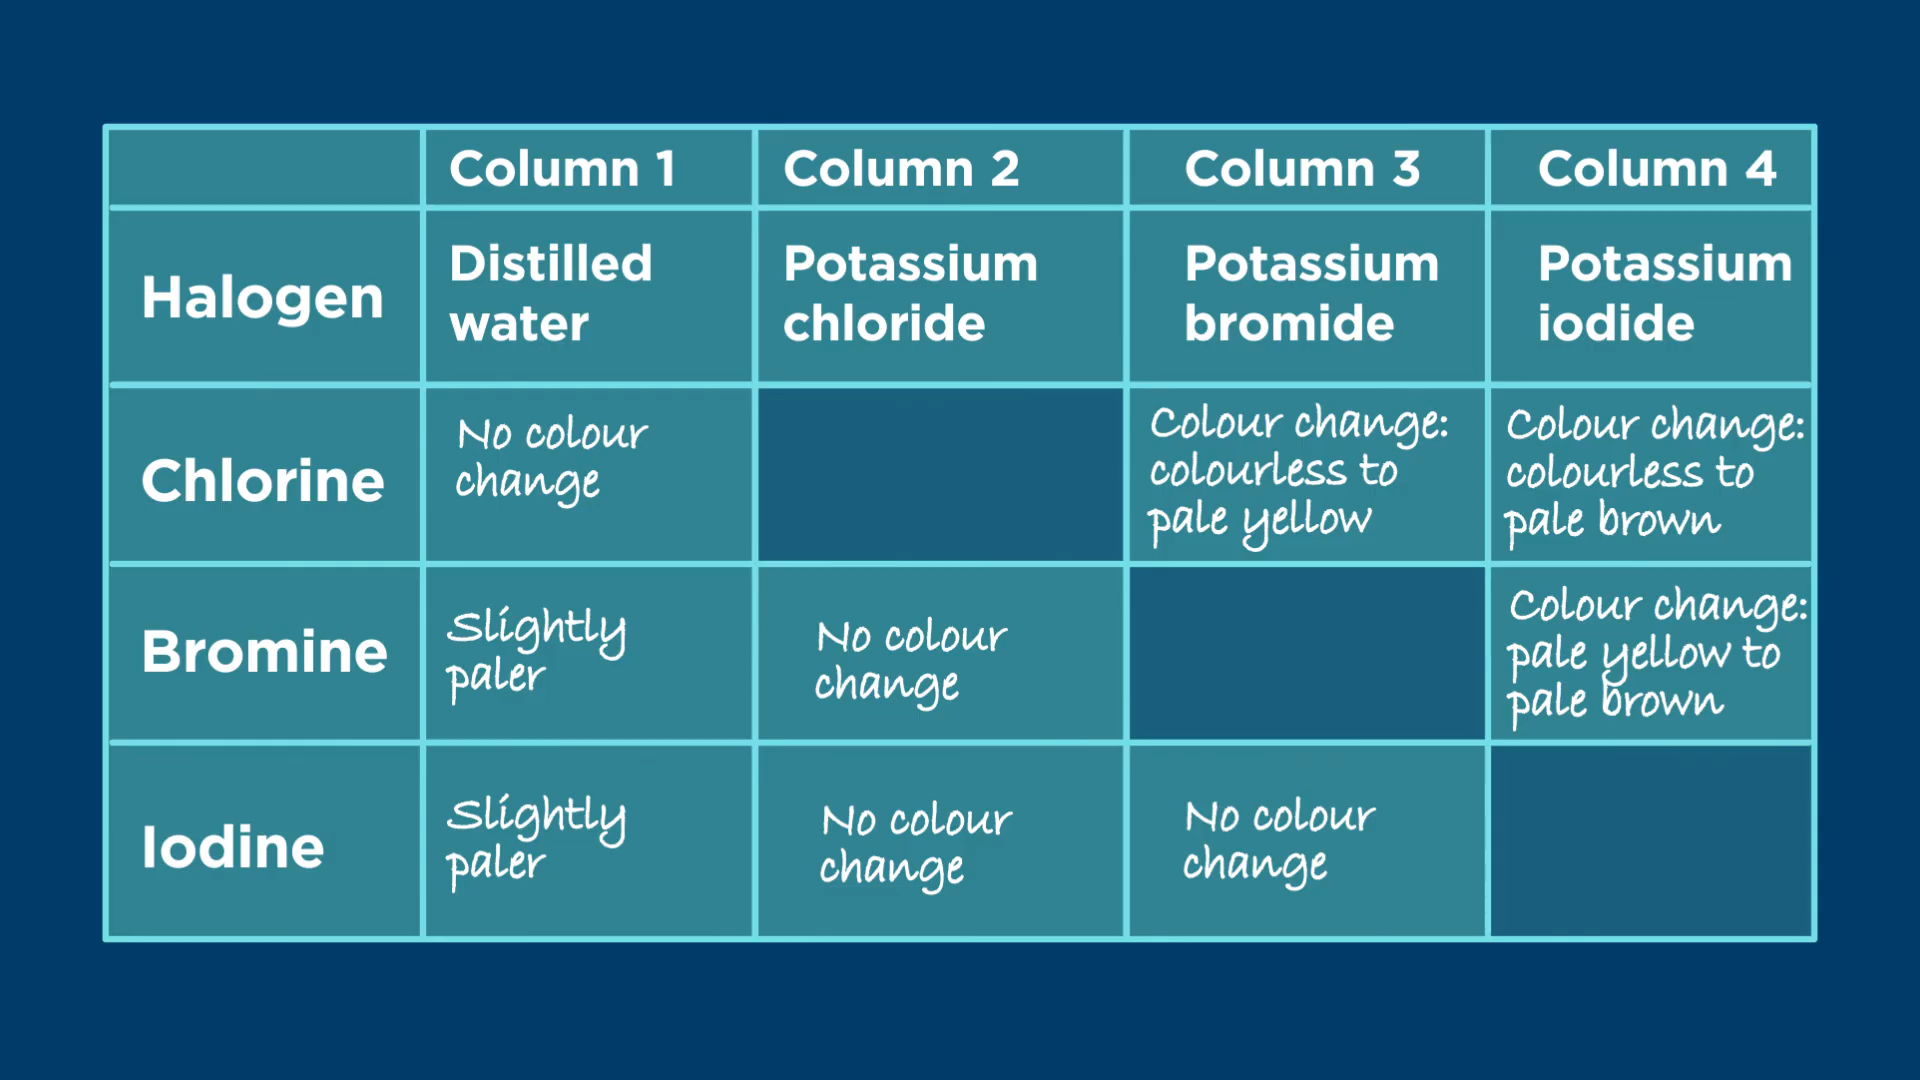 Column 1
Column 2
Column 3
Column 4
Halogen
Distilled
water
Potassium
chloride
Potassium
bromide
Potassium
iodide
Chlorine
No colour
change
Colour change:
colourless to
pale yellow
Colour change:
colourless to
pale brown
Bromine
Slightly
paler
No colour
change
Colour change:
pale yellow to
pale brown
Iodine
Slightly
paler
No colour
change
No colour
change